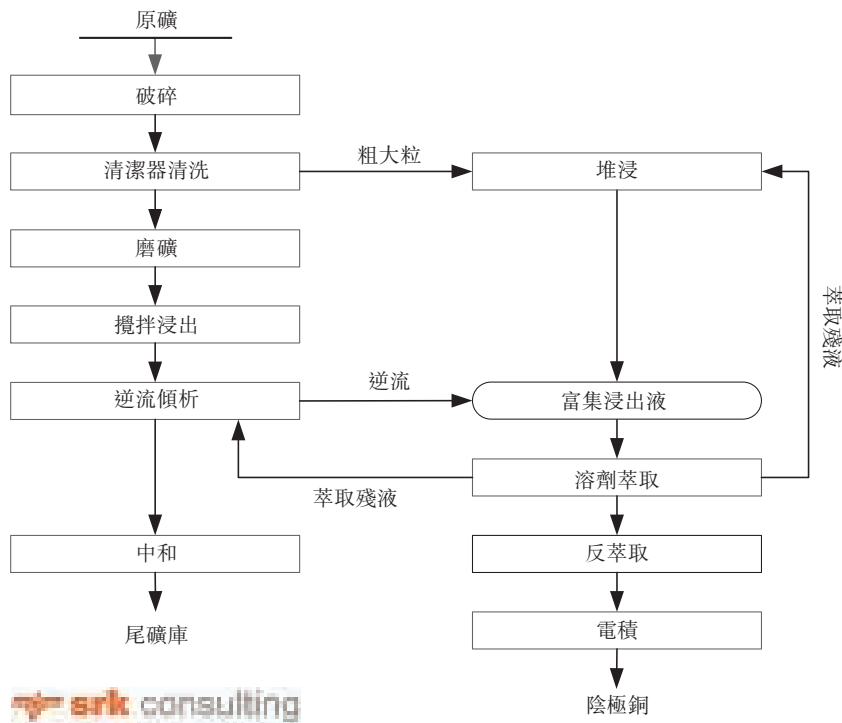 原礦
破碎
清潔器清洗
粗大粒
堆浸
磨礦
攪拌浸出
萃取殘液
逆流傾析
逆流
富集浸出液
萃取殘液
溶劑萃取
中和
反萃取
尾礦庫
電積
陰極銅
srk consulting